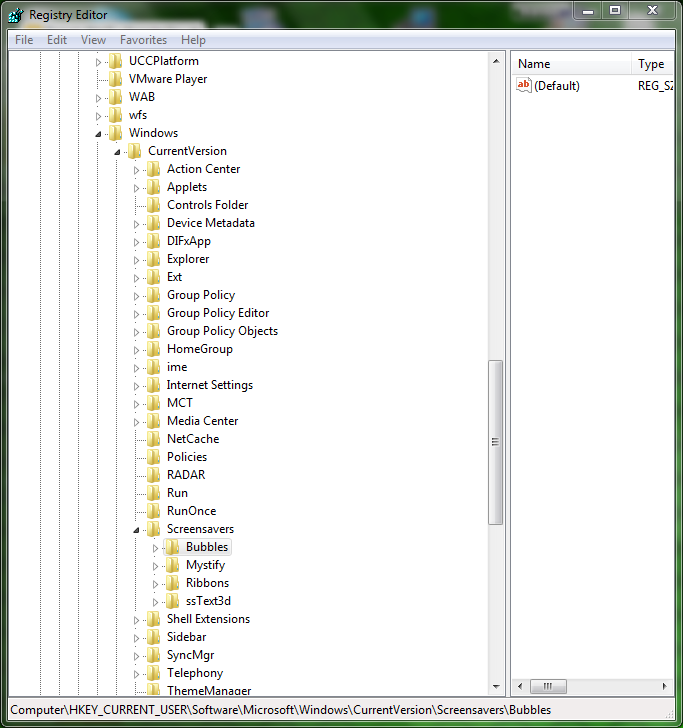 Registry Editor
File Edit View Favorites Help
UCCPlatform
VMware Player
WAB
wfs
Windows
CurrentVersion
Action Center
Applets
Controls Folder
Device Metadata
DIFxApp
Explorer
Ext
Group Policy
Group Policy Editor
Group Policy Objects
HomeGroup
ime
Internet Settings
MCT
Media Center
NetCache
Policies
RADAR
Run
RunOnce
Screensavers
Bubbles
Mystify
Ribbons
ssText3d
Shell Extensions
Sidebar
SyncMgr
Telephony
ThemeManager
Name Type
ab (Default) REG_SZ
Computer\HKEY_CURRENT_USER\Software\Microsoft\Windows\CurrentVersion\Screensavers\Bubbles